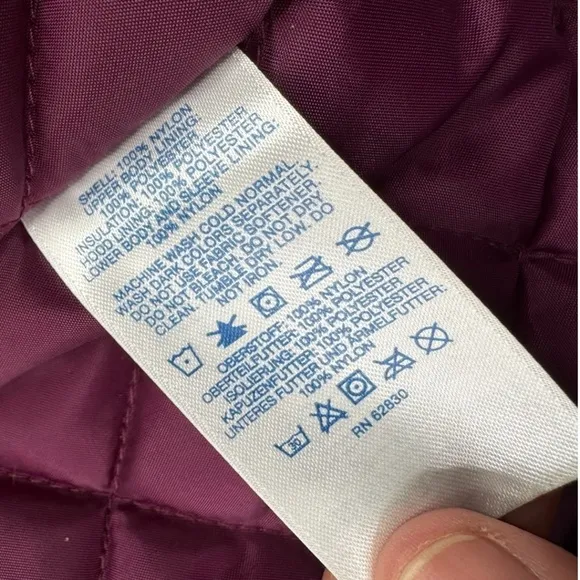 SHELL: 100% NYLON
UPPER BODY LINING:
100% POLYESTER
INSULATION: 100% POLYESTER
HOOD LINING: 100% POLYESTER
LOWER BODY AND SLEEVE LINING:
100% NYLON
MACHINE WASH COLD NORMAL.
WASH DARK COLORS SEPARATELY.
DO NOT USE FABRIC SOFTENER.
DO NOT BLEACH. DO NOT DRY
CLEAN. TUMBLE DRY LOW. DO
NOT IRON
OBERSTOFF: 100% NYLON
OBERTEILFUTTER: 100% POLYESTER
ISOLIERUNG: 100% POLYESTER
KAPUZENFUTTER: 100% POLYESTER
UNTERES FUTTER UND ÄRMELFUTTER:
100% NYLON
30
RN 62830